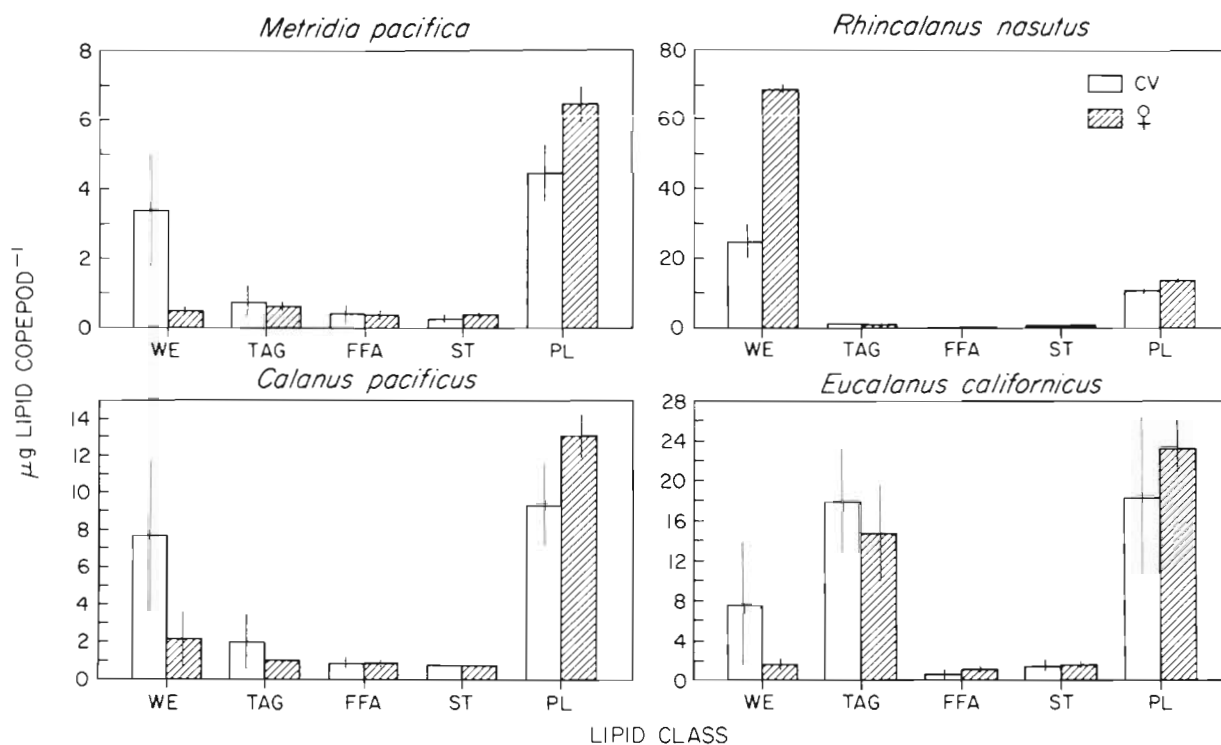 Metridia pacifica
8
6
4
2
0
WE TAG FFA ST PL
Rhincalanus nasutus
80
60
40
20
0
CV
♀
WE TAG FFA ST PL
Calanus pacificus
14
12
10
8
6
4
2
0
WE TAG FFA ST PL
Eucalanus californicus
28
24
20
16
12
8
4
0
WE TAG FFA ST PL
µg LIPID COPEPOD⁻¹
LIPID CLASS